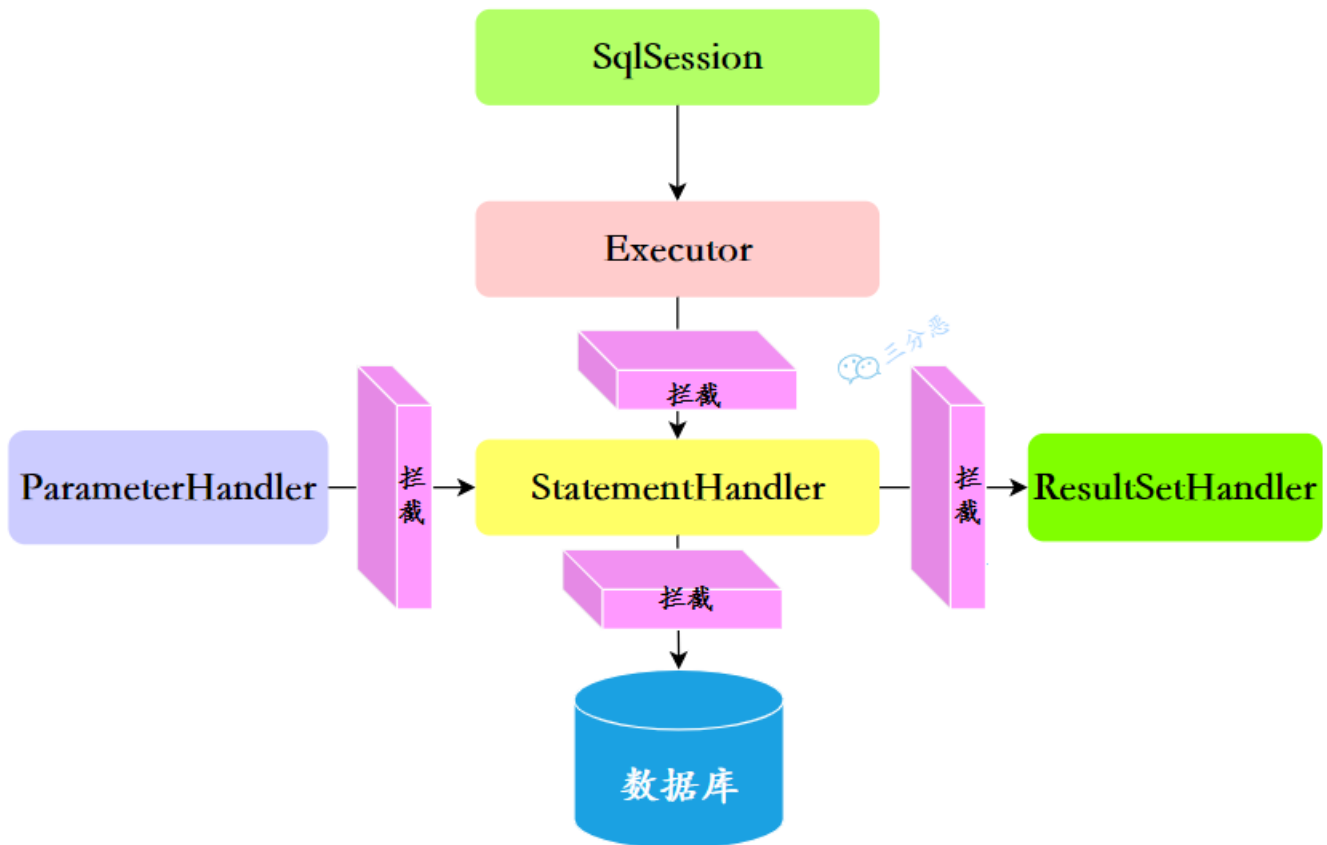 SqlSession
Executor
三分恶
拦截
ParameterHandler
拦
截
StatementHandler
拦
截
ResultSetHandler
拦截
数据库